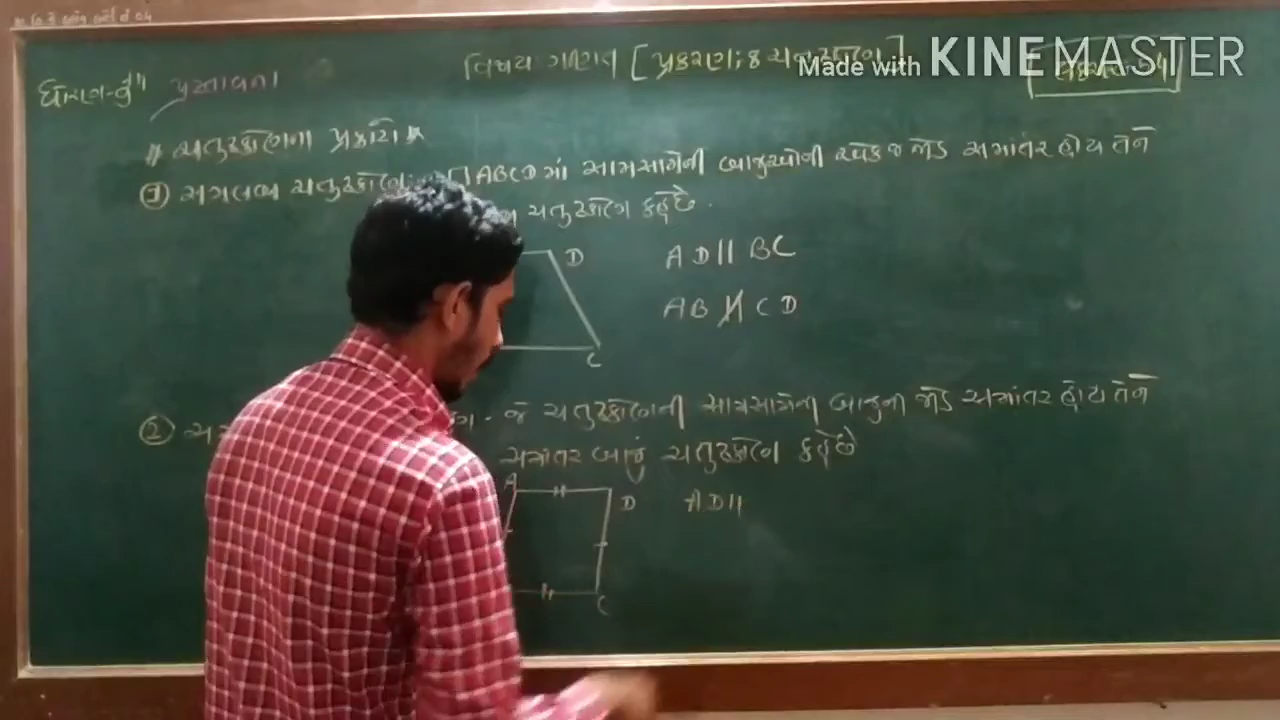 વિષય ગણિત [પ્રકરણ: 8 ચતુષ્કોણ]
Made with KINEMASTER
ધોરણ-9
પ્રસ્તાવના
# ચતુષ્કોણના પ્રકારો *
① સમલંબ ચતુષ્કોણ □ ABCD માં સામસામેની બાજુઓની એક જ જોડ સમાંતર હોય તેને
ચતુષ્કોણ કહે છે.
D
AD || BC
AB ∦ CD
C
② જે ચતુષ્કોણની સામસામેની બાજુની જોડ સમાંતર હોય તેને
સમાંતર બાજુ ચતુષ્કોણ કહે છે
A
D
AD ||
C